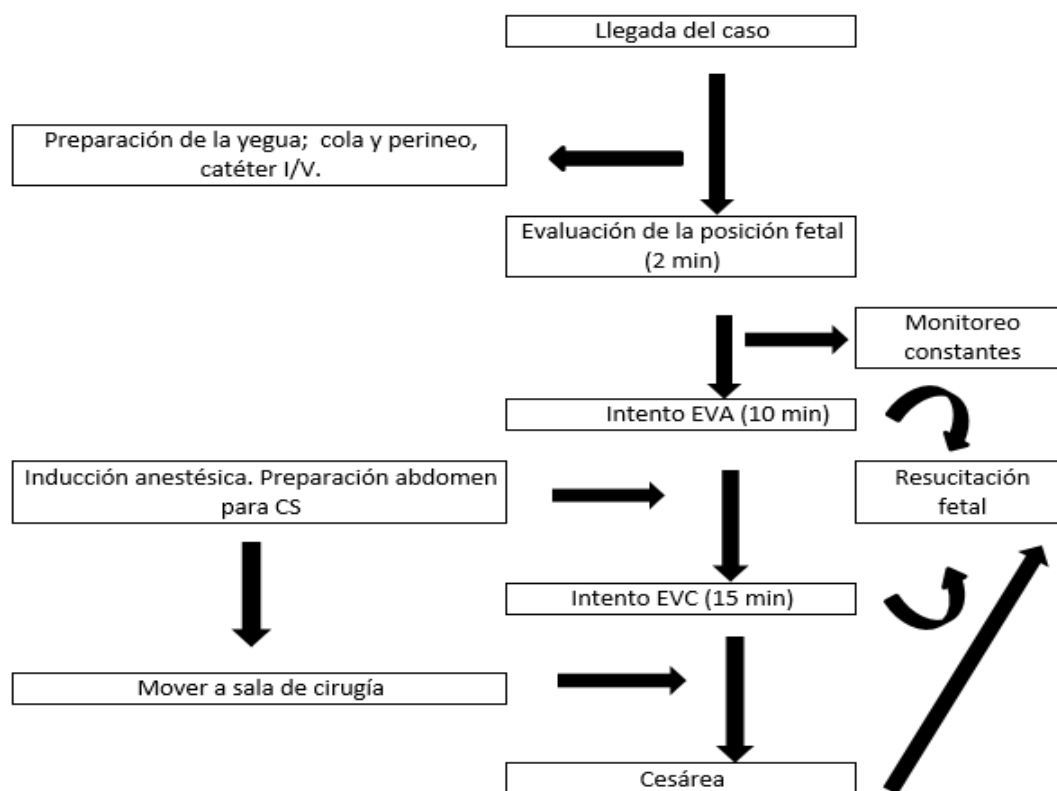 Llegada del caso
Preparación de la yegua; cola y perineo,
catéter I/V.
Evaluación de la posición fetal
(2 min)
Monitoreo
constantes
Intento EVA (10 min)
Inducción anestésica. Preparación abdomen
para CS
Resucitación
fetal
Intento EVC (15 min)
Mover a sala de cirugía
Cesárea